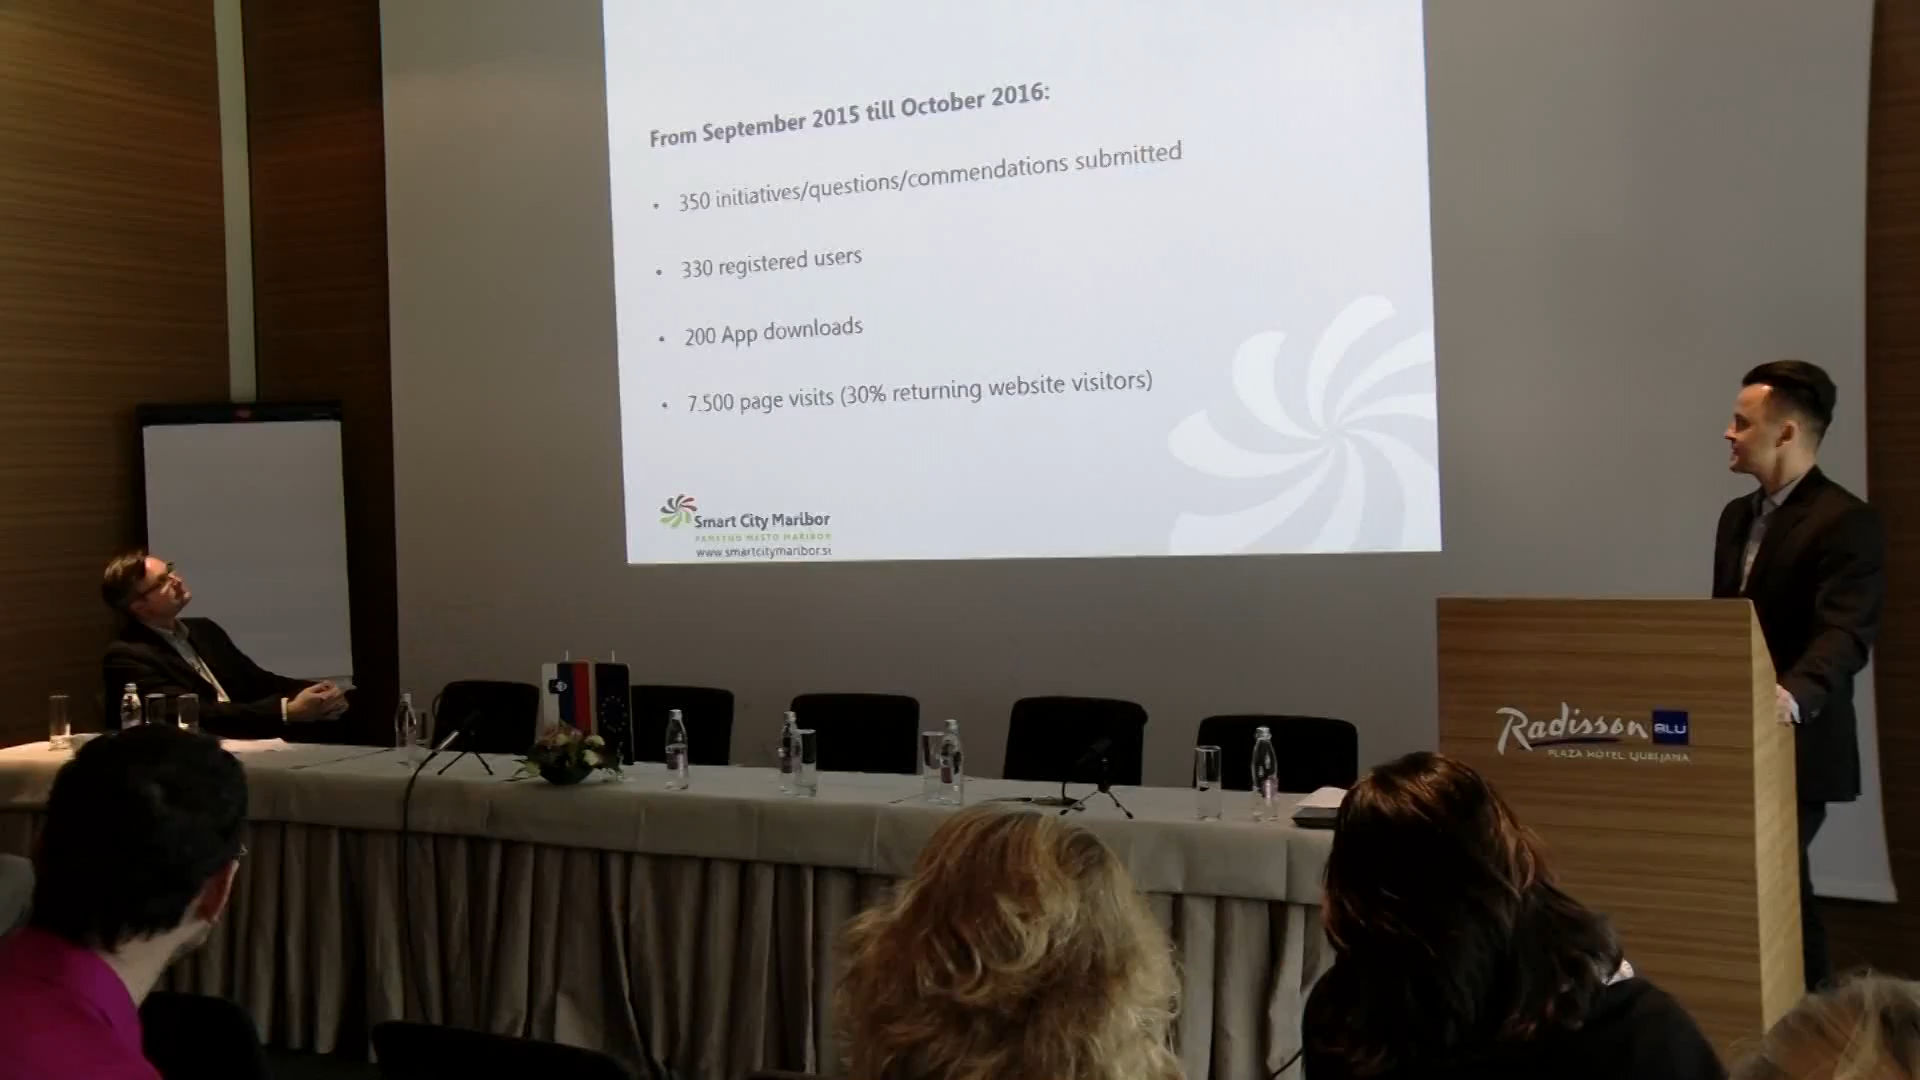 From September 2015 till October 2016:
• 350 initiatives/questions/commendations submitted
• 330 registered users
• 200 App downloads
• 7.500 page visits (30% returning website visitors)
Smart City Maribor
PAMETNO MESTO MARIBOR
www.smartcitymaribor.si
Radisson BLU
PLAZA HOTEL LJUBLJANA